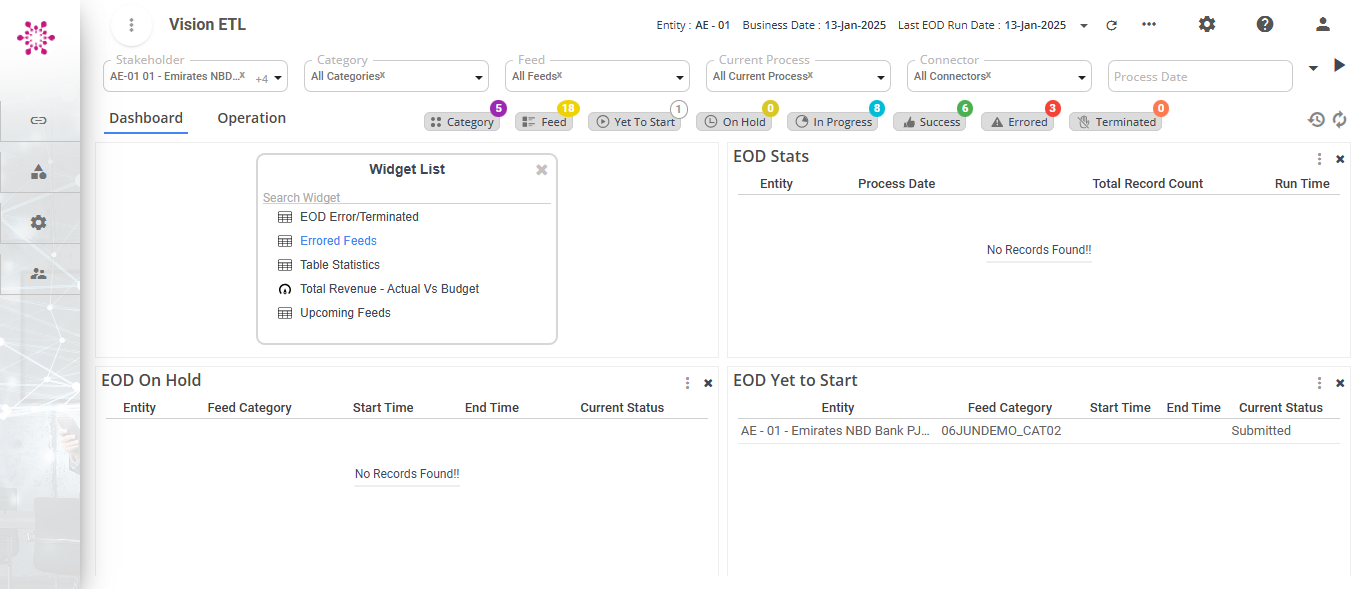 Vision ETL
Entity : AE - 01 Business Date : 13-Jan-2025 Last EOD Run Date : 13-Jan-2025
Stakeholder
AE-01 01 - Emirates NBD...x +4
Category
All Categoriesx
Feed
All Feedsx
Current Process
All Current Processx
Connector
All Connectorsx
Process Date
Dashboard
Operation
Category 5
Feed 18
Yet To Start 1
On Hold 0
In Progress 8
Success 6
Errored 3
Terminated 0
Widget List
Search Widget
EOD Error/Terminated
Errored Feeds
Table Statistics
Total Revenue - Actual Vs Budget
Upcoming Feeds
EOD Stats
Entity Process Date Total Record Count Run Time
No Records Found!!
EOD On Hold
Entity Feed Category Start Time End Time Current Status
No Records Found!!
EOD Yet to Start
Entity Feed Category Start Time End Time Current Status
AE - 01 - Emirates NBD Bank PJ... 06JUNDEMO_CAT02 Submitted